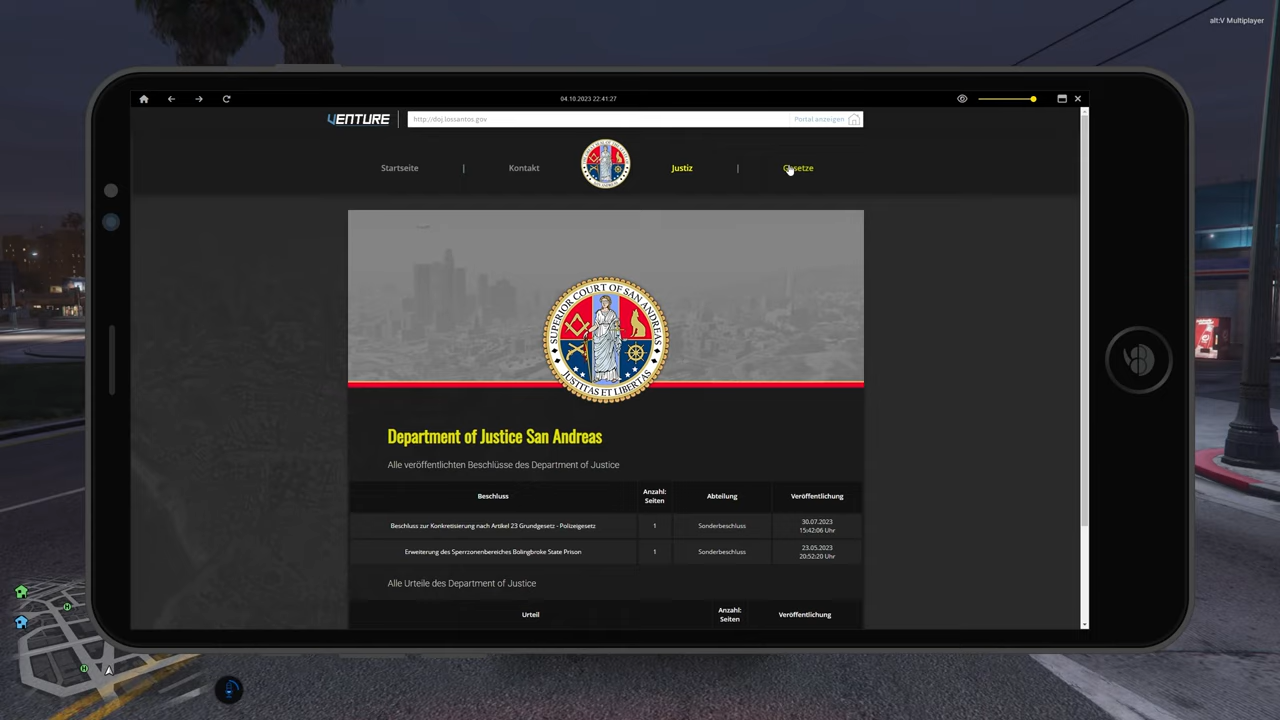 alt:V Multiplayer
04.10.2023 22:41:27
VENTURE
http://doj.lossantos.gov
Portal anzeigen
Startseite | Kontakt Justiz | Gesetze
SUPERIOR COURT OF SAN ANDREAS
JUSTITAS ET LIBERTAS
Department of Justice San Andreas
Alle veröffentlichten Beschlüsse des Department of Justice
Beschluss Anzahl: Seiten Abteilung Veröffentlichung
Beschluss zur Konkretisierung nach Artikel 23 Grundgesetz - Polizeigesetz 1 Sonderbeschluss 30.07.2023 15:42:06 Uhr
Erweiterung des Sperrzonenbereiches Bolingbroke State Prison 1 Sonderbeschluss 23.05.2023 20:52:20 Uhr
Alle Urteile des Department of Justice
Urteil Anzahl: Seiten Veröffentlichung